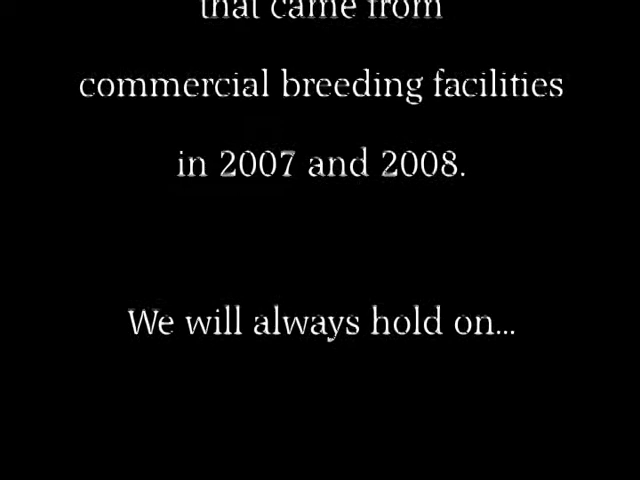 that came from
commercial breeding facilities
in 2007 and 2008.
We will always hold on...